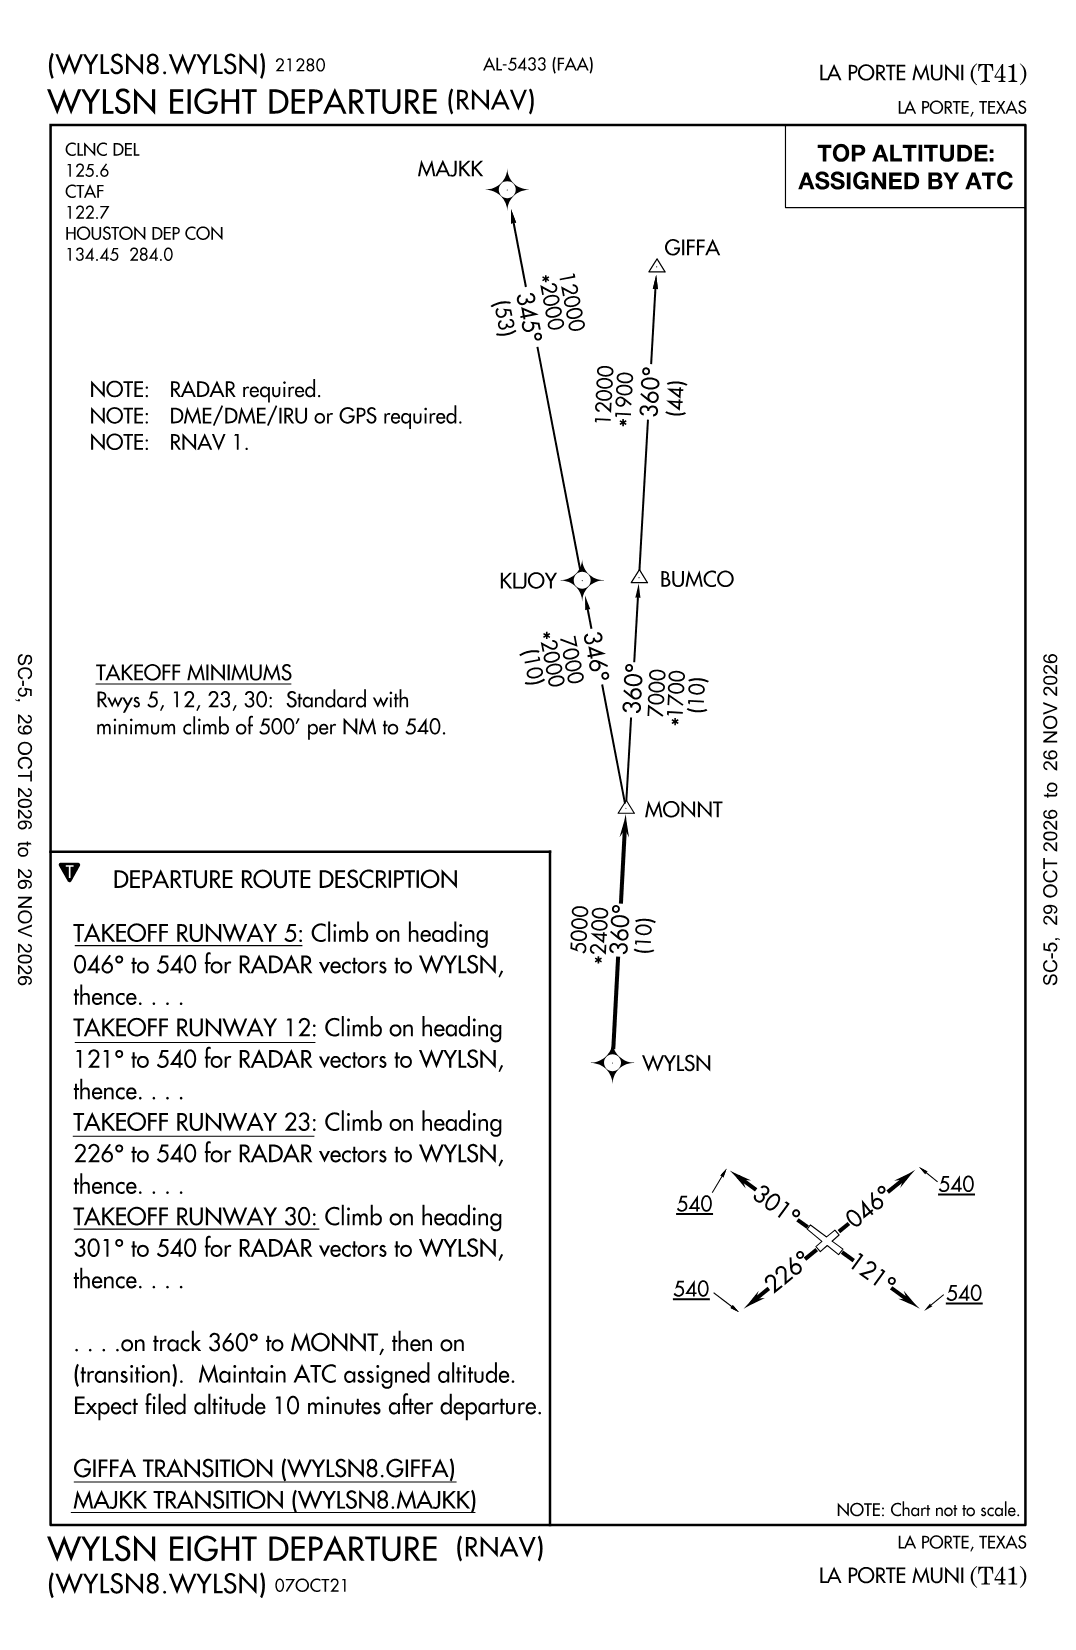 (WYLSN8.WYLSN) 21280
AL-5433 (FAA)
LA PORTE MUNI (T41)
WYLSN EIGHT DEPARTURE (RNAV)
LA PORTE, TEXAS
CLNC DEL
125.6
CTAF
122.7
HOUSTON DEP CON
134.45 284.0
TOP ALTITUDE:
ASSIGNED BY ATC
MAJKK
GIFFA
12000
*2000
345°
(53)
12000
*1900
360°
(44)
NOTE: RADAR required.
NOTE: DME/DME/IRU or GPS required.
NOTE: RNAV 1.
KIJOY
BUMCO
346°
7000
*2000
(10)
360°
7000
*1700
(10)
TAKEOFF MINIMUMS
Rwys 5, 12, 23, 30: Standard with
minimum climb of 500' per NM to 540.
MONNT
5000
*2400
360°
(10)
WYLSN
SC-5, 29 OCT 2026 to 26 NOV 2026
SC-5, 29 OCT 2026 to 26 NOV 2026
T
DEPARTURE ROUTE DESCRIPTION
TAKEOFF RUNWAY 5: Climb on heading
046° to 540 for RADAR vectors to WYLSN,
thence. . . .
TAKEOFF RUNWAY 12: Climb on heading
121° to 540 for RADAR vectors to WYLSN,
thence. . . .
TAKEOFF RUNWAY 23: Climb on heading
226° to 540 for RADAR vectors to WYLSN,
thence. . . .
TAKEOFF RUNWAY 30: Climb on heading
301° to 540 for RADAR vectors to WYLSN,
thence. . . .
. . . .on track 360° to MONNT, then on
(transition). Maintain ATC assigned altitude.
Expect filed altitude 10 minutes after departure.
GIFFA TRANSITION (WYLSN8.GIFFA)
MAJKK TRANSITION (WYLSN8.MAJKK)
540
301°
046°
540
540
226°
121°
540
NOTE: Chart not to scale.
WYLSN EIGHT DEPARTURE (RNAV)
LA PORTE, TEXAS
(WYLSN8.WYLSN) 07OCT21
LA PORTE MUNI (T41)